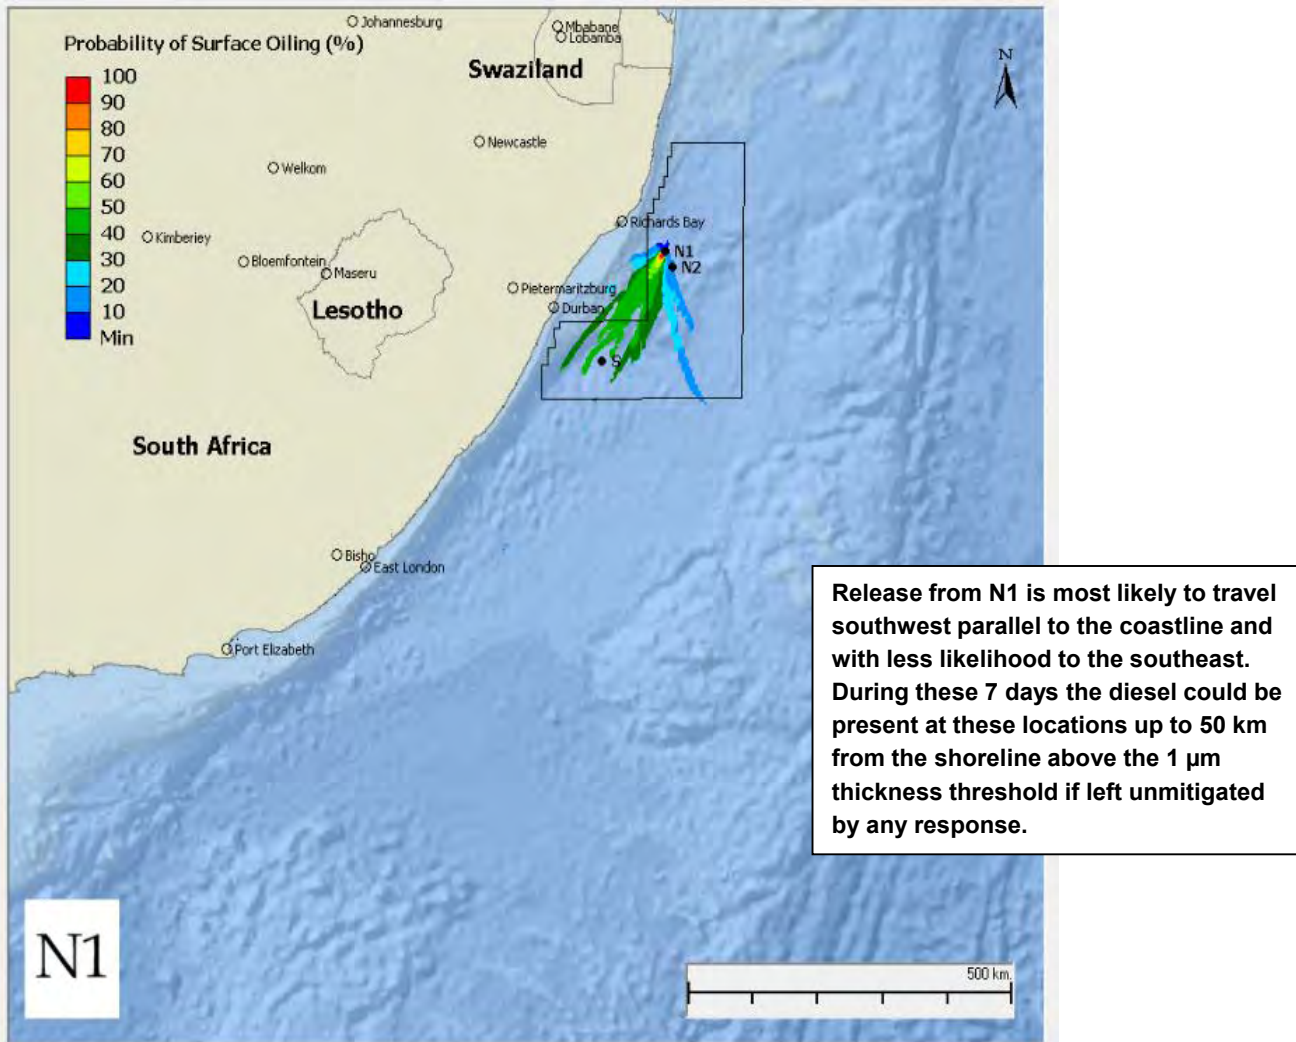 Johannesburg
Mbabane
Lobamba
Probability of Surface Oiling (%)
N
Swaziland
100
90
80
70
60
50
40
30
20
10
Min
Newcastle
Welkom
Richards Bay
Kimberley
N1
Bloemfontein
Maseru
N2
Pietermaritzburg
Lesotho
Durban
S
South Africa
Bisho
East London
Port Elizabeth
Release from N1 is most likely to travel
southwest parallel to the coastline and
with less likelihood to the southeast.
During these 7 days the diesel could be
present at these locations up to 50 km
from the shoreline above the 1 µm
thickness threshold if left unmitigated
by any response.
N1
500 km.